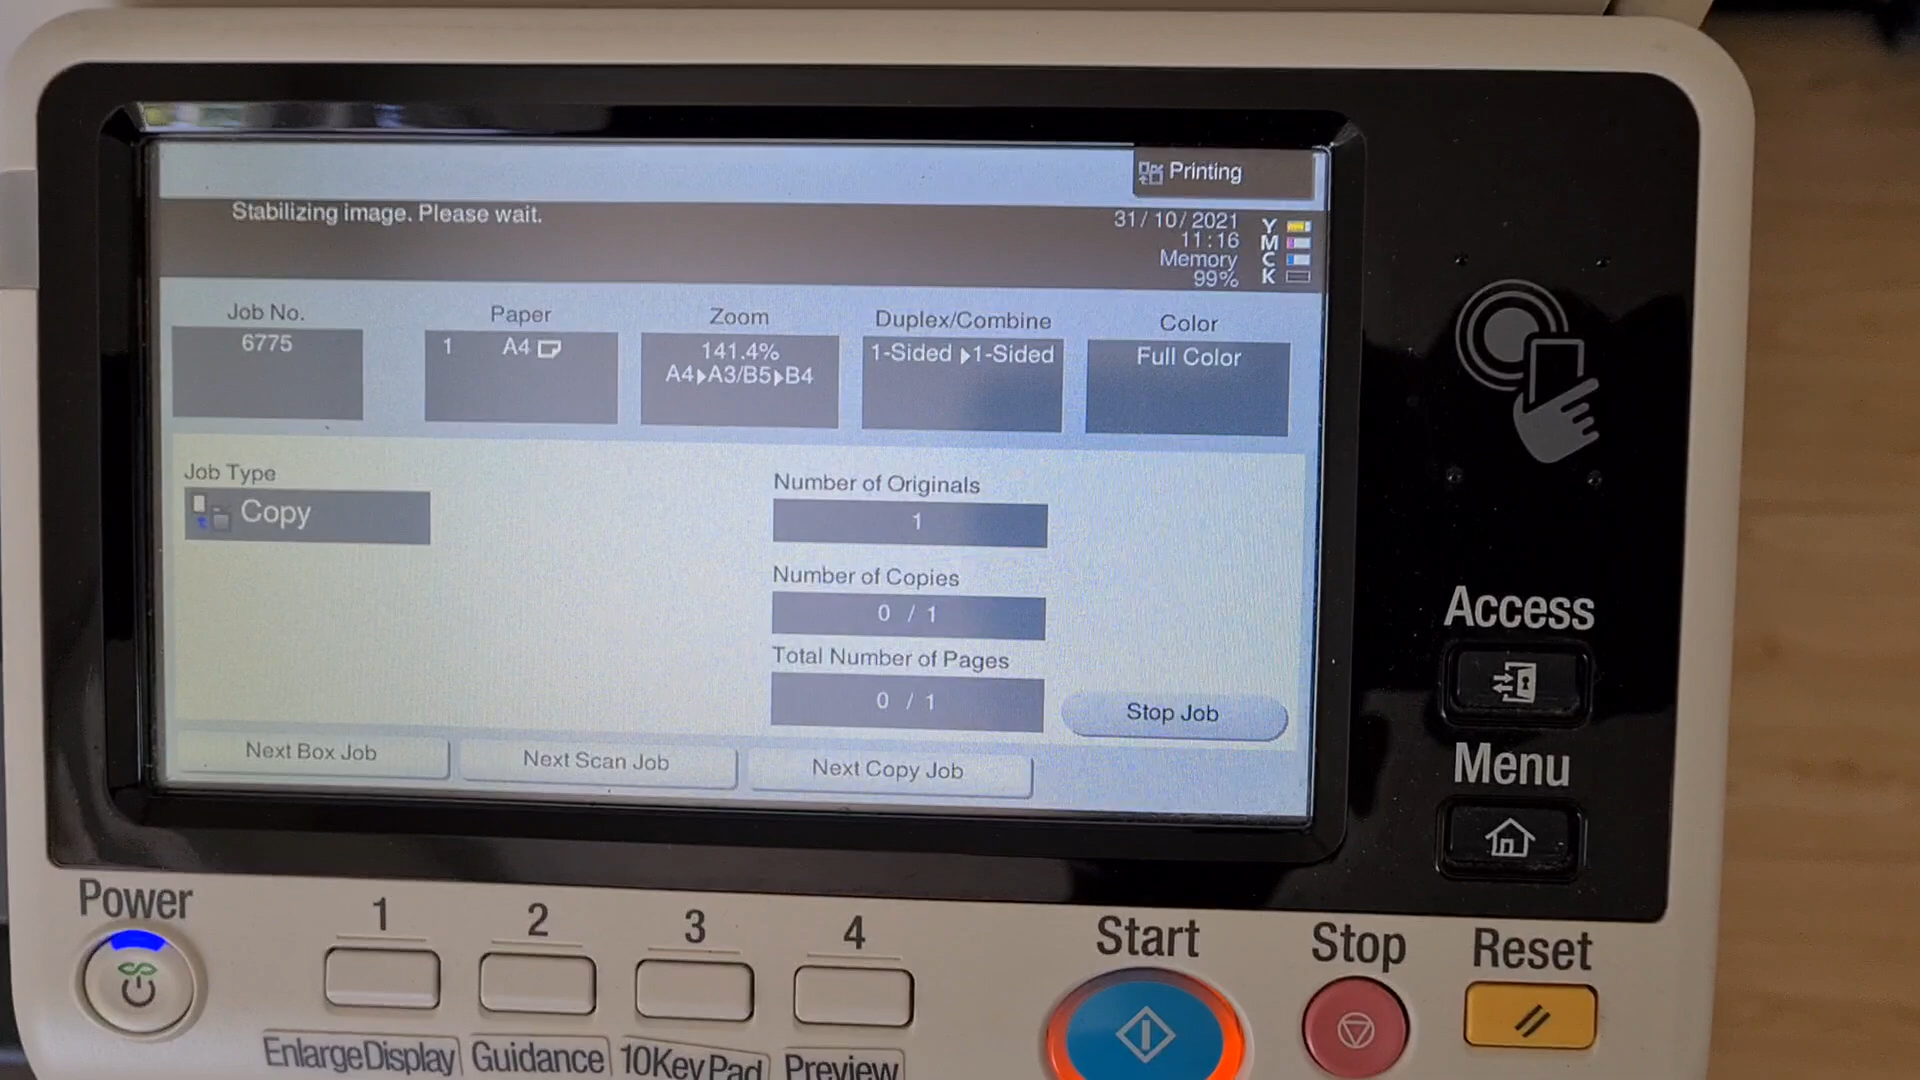 Printing
Stabilizing image. Please wait.
31/10/2021
11:16
Memory
99%
Y
M
C
K
Job No.
6775
Paper
1 A4
Zoom
141.4%
A4▸A3/B5▸B4
Duplex/Combine
1-Sided ▸1-Sided
Color
Full Color
Job Type
Copy
Number of Originals
1
Number of Copies
0 / 1
Total Number of Pages
0 / 1
Stop Job
Next Box Job
Next Scan Job
Next Copy Job
Access
Menu
Power
1
2
3
4
Start
Stop
Reset
EnlargeDisplay
Guidance
10KeyPad
Preview